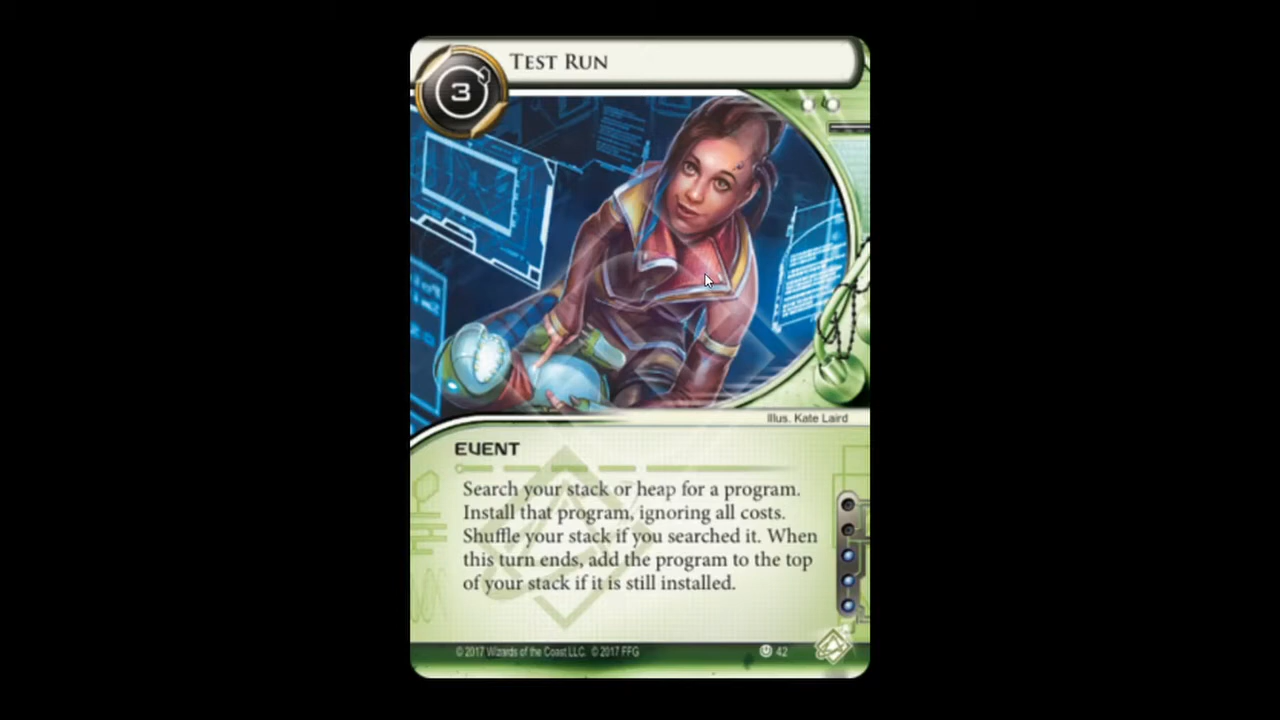 TEST RUN
3
Illus. Kate Laird
EVENT
Search your stack or heap for a program.
Install that program, ignoring all costs.
Shuffle your stack if you searched it. When
this turn ends, add the program to the top
of your stack if it is still installed.
© 2017 Wizards of the Coast LLC. © 2017 FFG
42